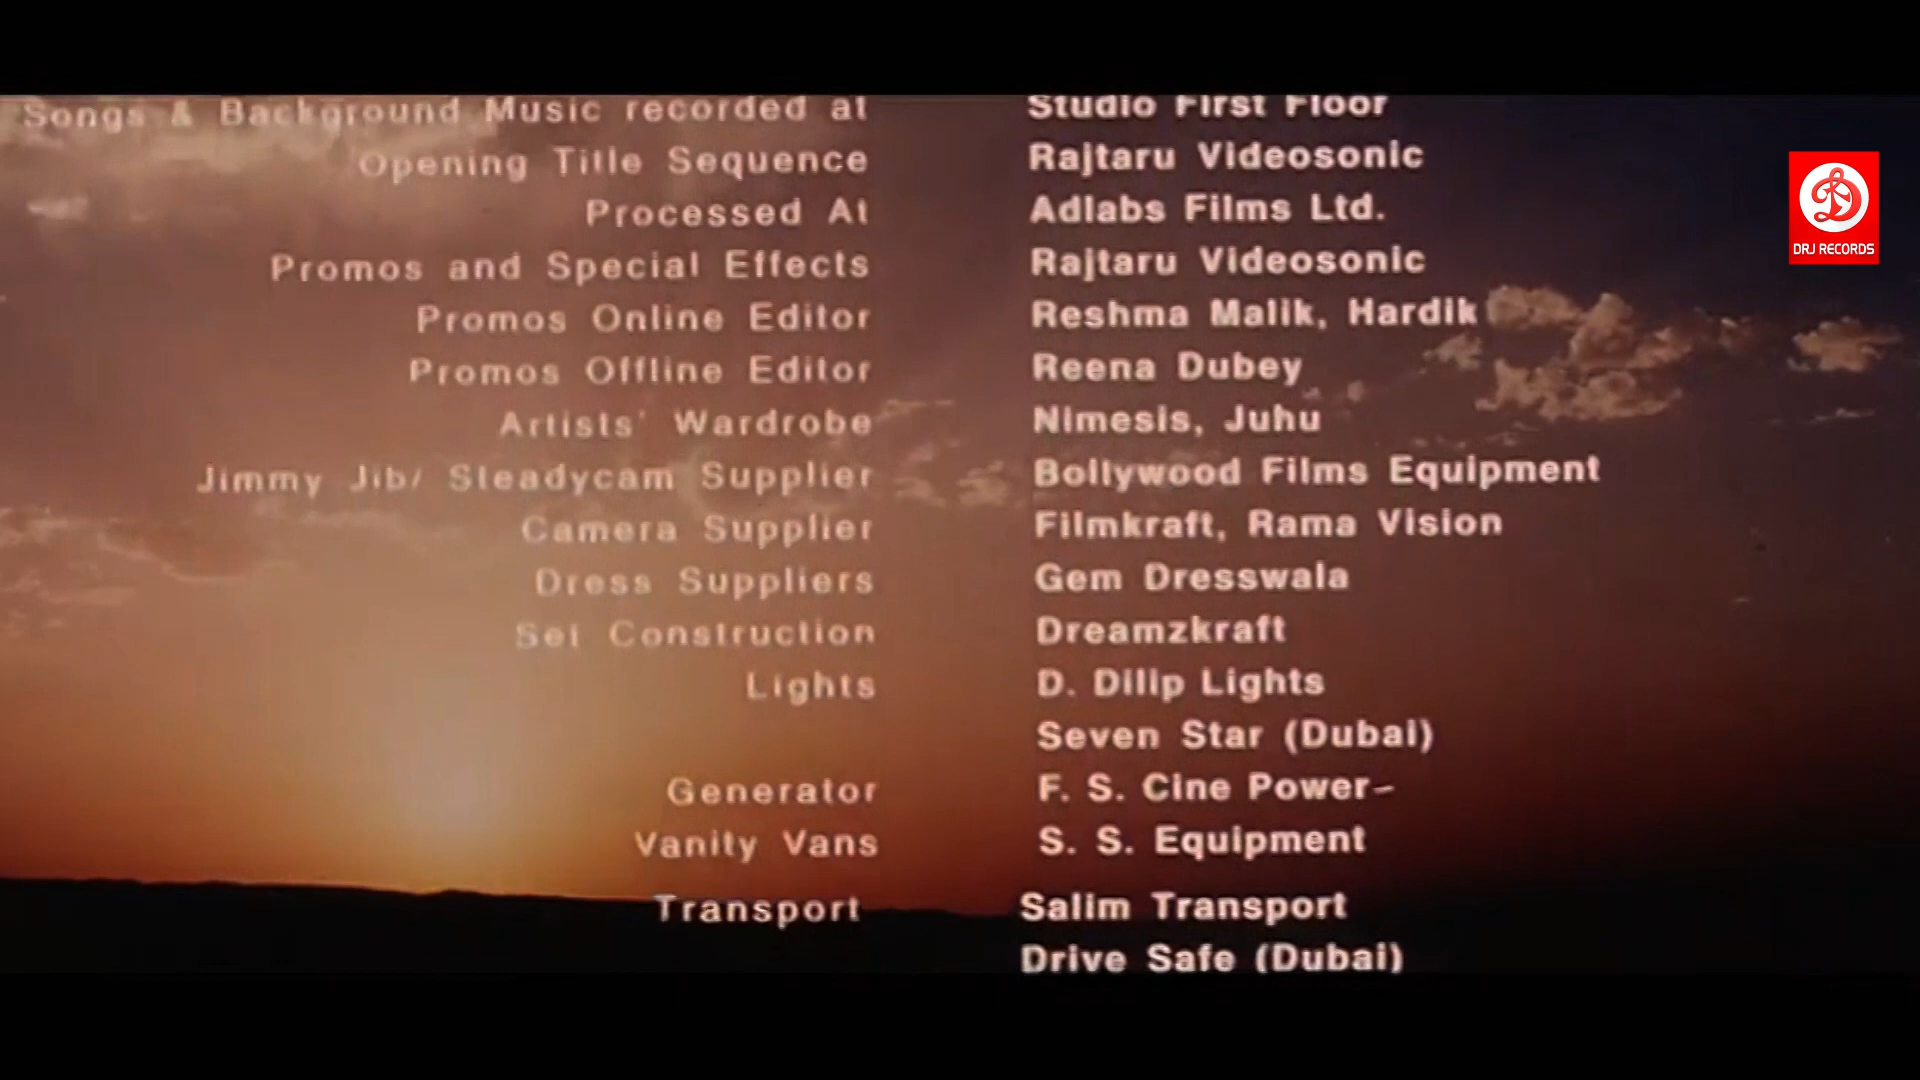 Songs & Background Music recorded at Studio First Floor
Opening Title Sequence Rajtaru Videosonic
Processed At Adlabs Films Ltd.
Promos and Special Effects Rajtaru Videosonic
Promos Online Editor Reshma Malik, Hardik
Promos Offline Editor Reena Dubey
Artists' Wardrobe Nimesis, Juhu
Jimmy Jib/ Steadycam Supplier Bollywood Films Equipment
Camera Supplier Filmkraft, Rama Vision
Dress Suppliers Gem Dresswala
Set Construction Dreamzkraft
Lights D. Dilip Lights
Seven Star (Dubai)
Generator F. S. Cine Power-
Vanity Vans S. S. Equipment
Transport Salim Transport
Drive Safe (Dubai)
DRJ RECORDS